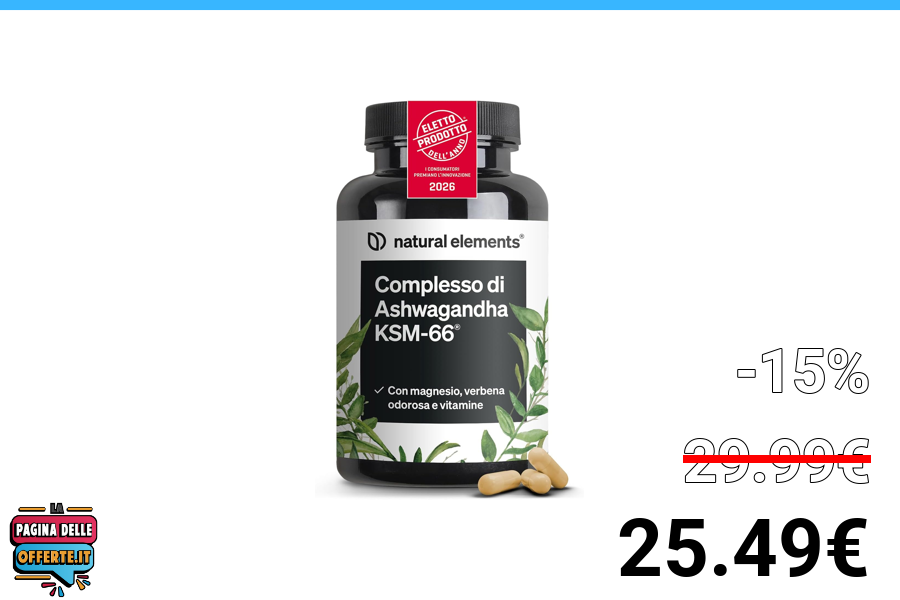 ELETTO
PRODOTTO
DELL'ANNO
I CONSUMATORI
PREMIANO L'INNOVAZIONE
2026
natural elements®
Complesso di
Ashwagandha
KSM-66®
✓ Con magnesio, verbena
odorosa e vitamine
-15%
29.99€
25.49€
LA
PAGINA DELLE
OFFERTE.IT